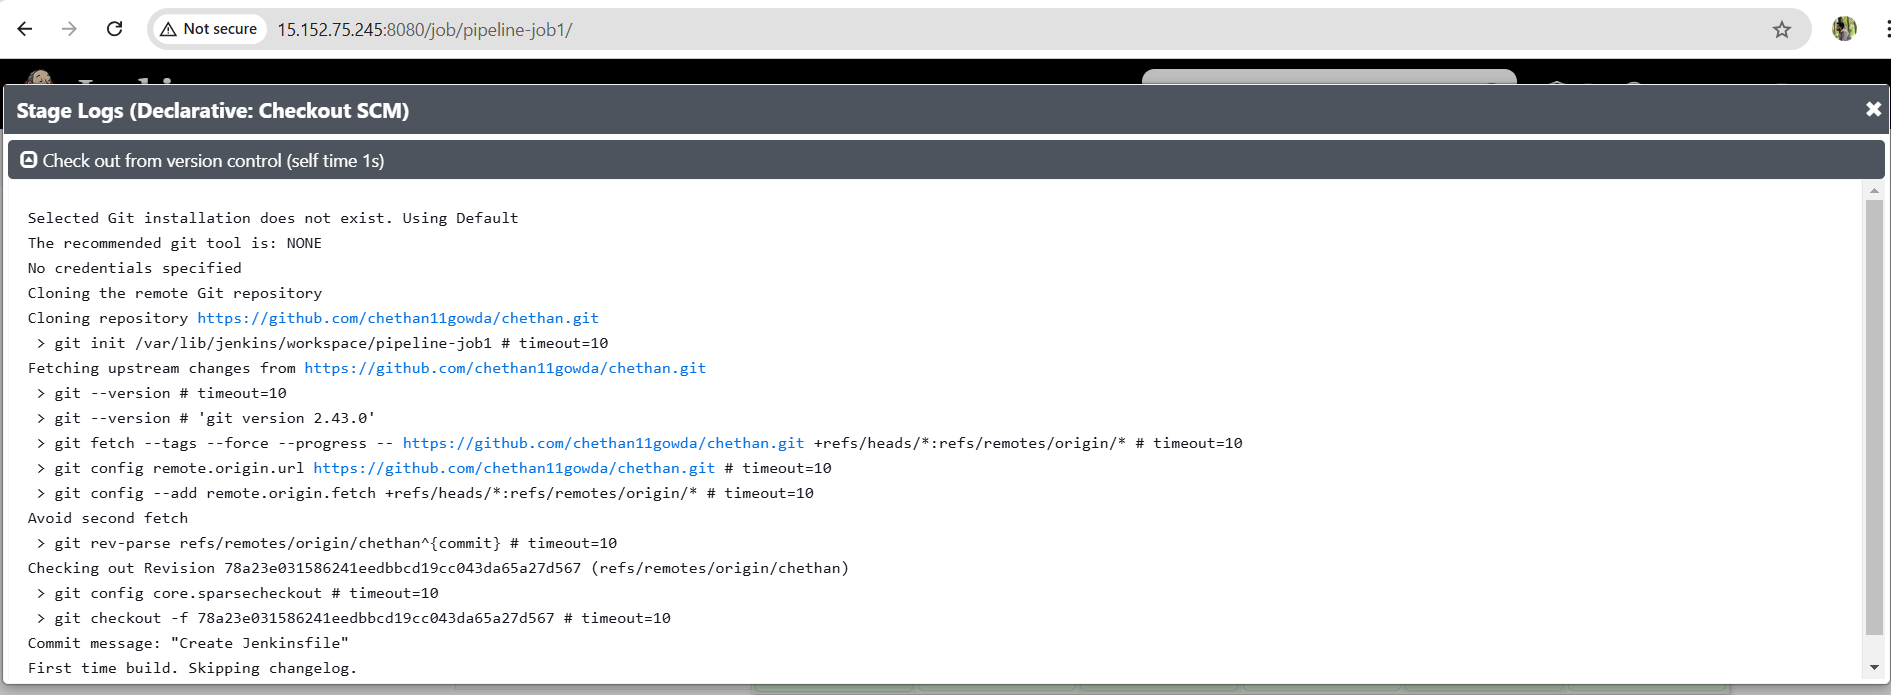 Not secure 15.152.75.245:8080/job/pipeline-job1/
Stage Logs (Declarative: Checkout SCM)
Check out from version control (self time 1s)
Selected Git installation does not exist. Using Default
The recommended git tool is: NONE
No credentials specified
Cloning the remote Git repository
Cloning repository https://github.com/chethan11gowda/chethan.git
> git init /var/lib/jenkins/workspace/pipeline-job1 # timeout=10
Fetching upstream changes from https://github.com/chethan11gowda/chethan.git
> git --version # timeout=10
> git --version # 'git version 2.43.0'
> git fetch --tags --force --progress -- https://github.com/chethan11gowda/chethan.git +refs/heads/*:refs/remotes/origin/* # timeout=10
> git config remote.origin.url https://github.com/chethan11gowda/chethan.git # timeout=10
> git config --add remote.origin.fetch +refs/heads/*:refs/remotes/origin/* # timeout=10
Avoid second fetch
> git rev-parse refs/remotes/origin/chethan^{commit} # timeout=10
Checking out Revision 78a23e031586241eedbbcd19cc043da65a27d567 (refs/remotes/origin/chethan)
> git config core.sparsecheckout # timeout=10
> git checkout -f 78a23e031586241eedbbcd19cc043da65a27d567 # timeout=10
Commit message: "Create Jenkinsfile"
First time build. Skipping changelog.